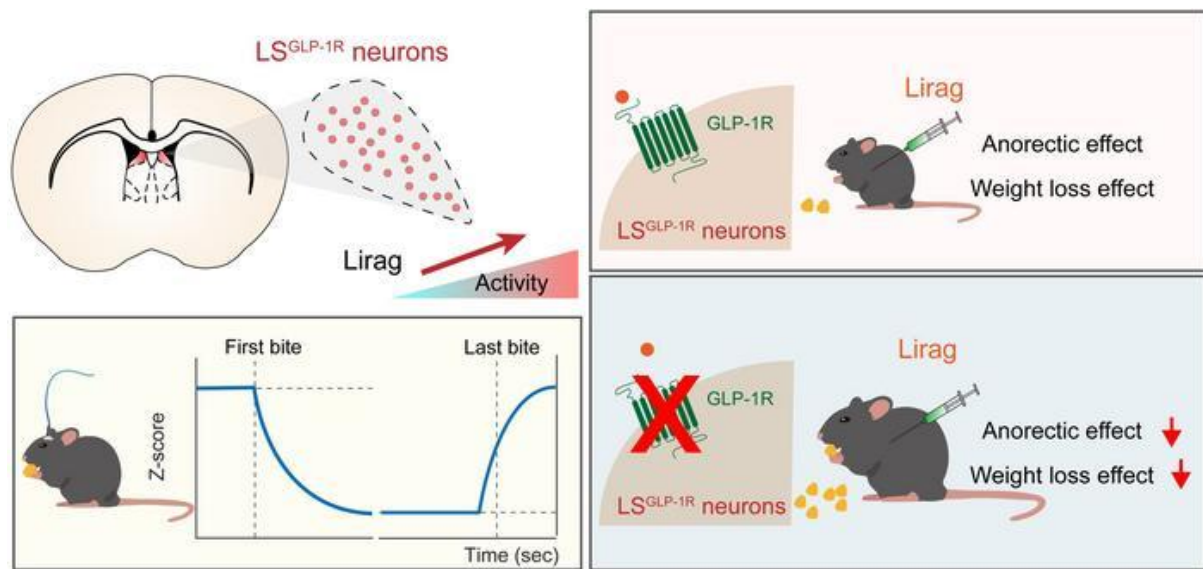 LSGLP-1R neurons
Lirag
Activity
First bite
Last bite
Z-score
Time (sec)
Lirag
GLP-1R
Anorectic effect
Weight loss effect
LSGLP-1R neurons
Lirag
GLP-1R
Anorectic effect
Weight loss effect
LSGLP-1R neurons